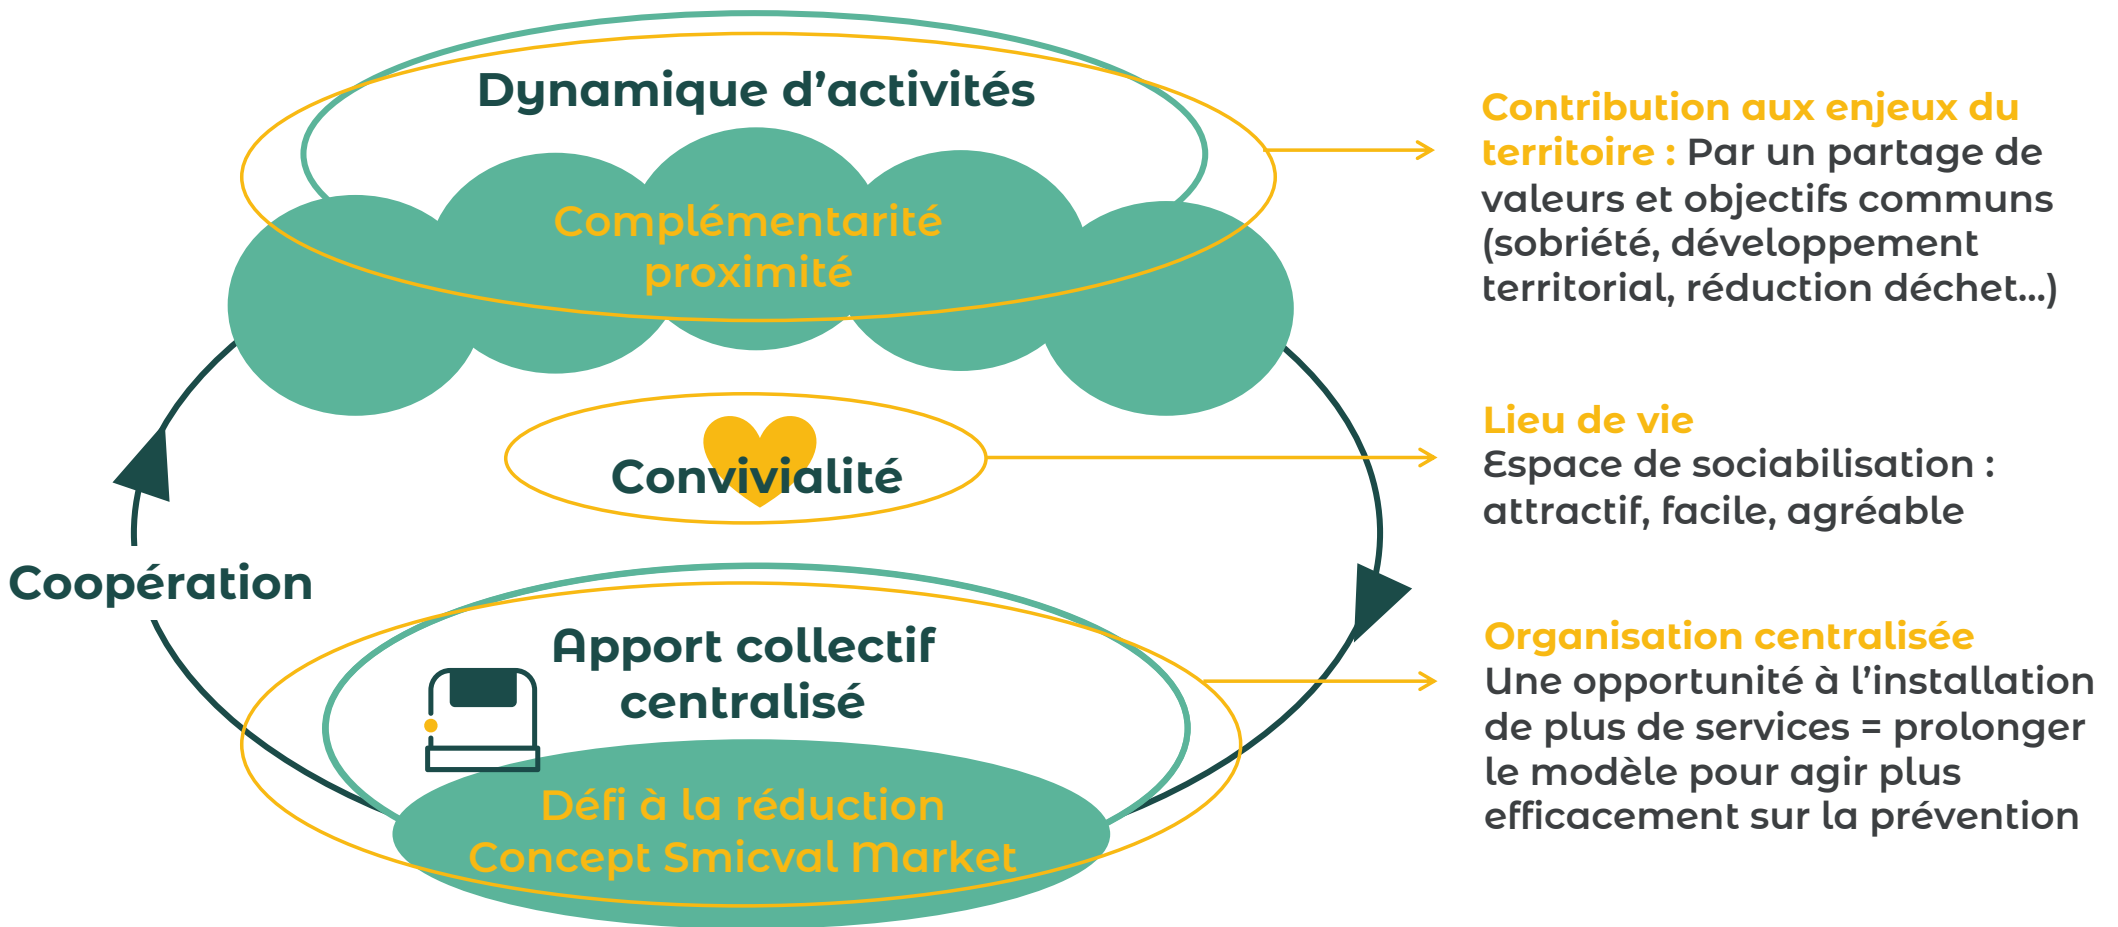 Dynamique d’activités
Complémentarité
proximité
Convivialité
Coopération
Apport collectif
centralisé
Défi à la réduction
Concept Smicval Market
Contribution aux enjeux du
territoire : Par un partage de
valeurs et objectifs communs
(sobriété, développement
territorial, réduction déchet...)
Lieu de vie
Espace de sociabilisation :
attractif, facile, agréable
Organisation centralisée
Une opportunité à l’installation
de plus de services = prolonger
le modèle pour agir plus
efficacement sur la prévention